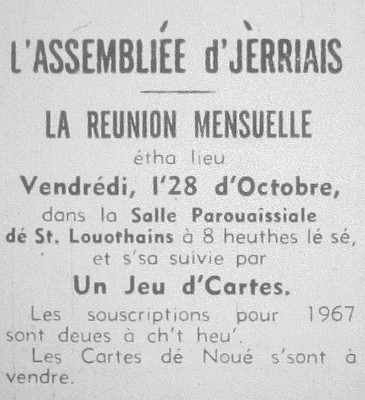 L'ASSEMBLIÉE d'JÈRRIAIS
LA REUNION MENSUELLE
étha lieu
Vendrédi, l'28 d'Octobre,
dans la Salle Parouaîssiale
dé St. Louothains à 8 heuthes lé sé,
et s'sa suivie par
Un Jeu d'Cartes.
Les souscriptions pour 1967
sont deues à ch't heu'.
Les Cartes dé Noué s'sont à
vendre.